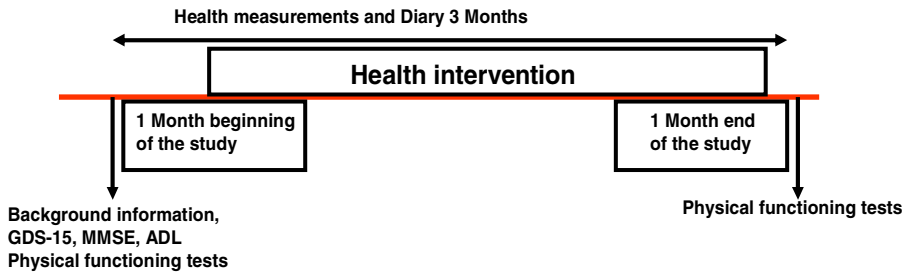 Health measurements and Diary 3 Months
Health intervention
1 Month beginning
of the study
1 Month end
of the study
Background information,
GDS-15, MMSE, ADL
Physical functioning tests
Physical functioning tests